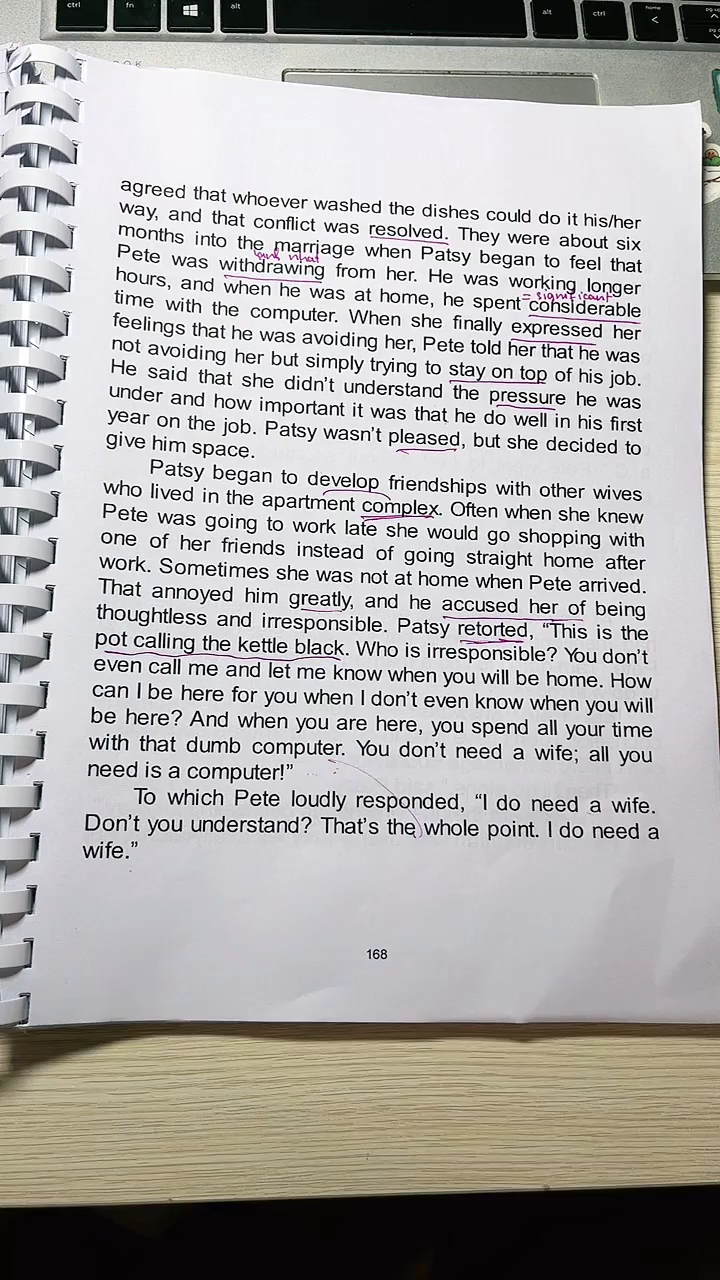 ctrl fn alt alt ctrl home pg up
<
agreed that whoever washed the dishes could do it his/her
way, and that conflict was resolved. They were about six
months into the marriage when Patsy began to feel that
Pete was withdrawing from her. He was working longer
= significant
hours, and when he was at home, he spent considerable
time with the computer. When she finally expressed her
feelings that he was avoiding her, Pete told her that he was
not avoiding her but simply trying to stay on top of his job.
He said that she didn't understand the pressure he was
under and how important it was that he do well in his first
year on the job. Patsy wasn't pleased, but she decided to
give him space.
Patsy began to develop friendships with other wives
who lived in the apartment complex. Often when she knew
Pete was going to work late she would go shopping with
one of her friends instead of going straight home after
work. Sometimes she was not at home when Pete arrived.
That annoyed him greatly, and he accused her of being
thoughtless and irresponsible. Patsy retorted, “This is the
pot calling the kettle black. Who is irresponsible? You don't
even call me and let me know when you will be home. How
can I be here for you when I don't even know when you will
be here? And when you are here, you spend all your time
with that dumb computer. You don't need a wife; all you
need is a computer!”
To which Pete loudly responded, “I do need a wife.
Don't you understand? That's the whole point. I do need a
wife.”
168